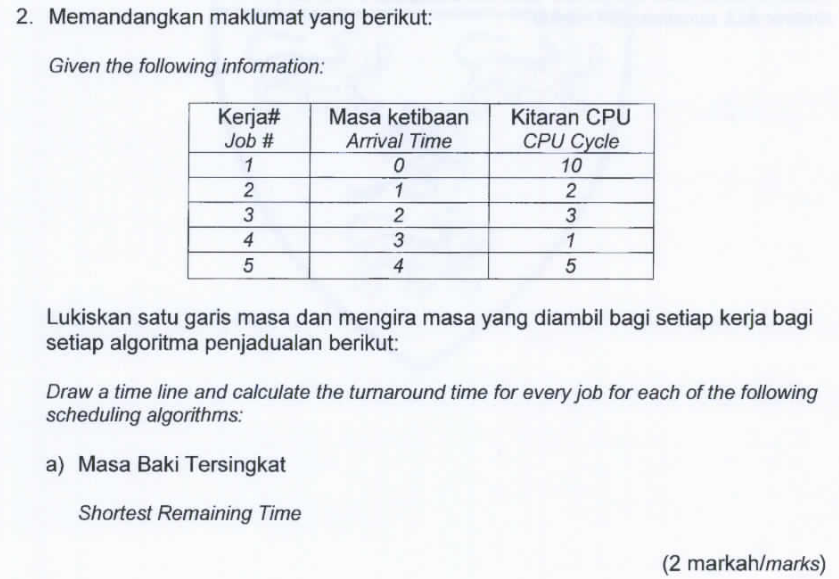 2. Memandangkan maklumat yang berikut:
Given the following information:
Kerja# Masa ketibaan Kitaran CPU
Job # Arrival Time CPU Cycle
1 0 10
2 1 2
3 2 3
4 3 1
5 4 5
Lukiskan satu garis masa dan mengira masa yang diambil bagi setiap kerja bagi
setiap algoritma penjadualan berikut:
Draw a time line and calculate the turnaround time for every job for each of the following
scheduling algorithms:
a) Masa Baki Tersingkat
Shortest Remaining Time
(2 markah/marks)